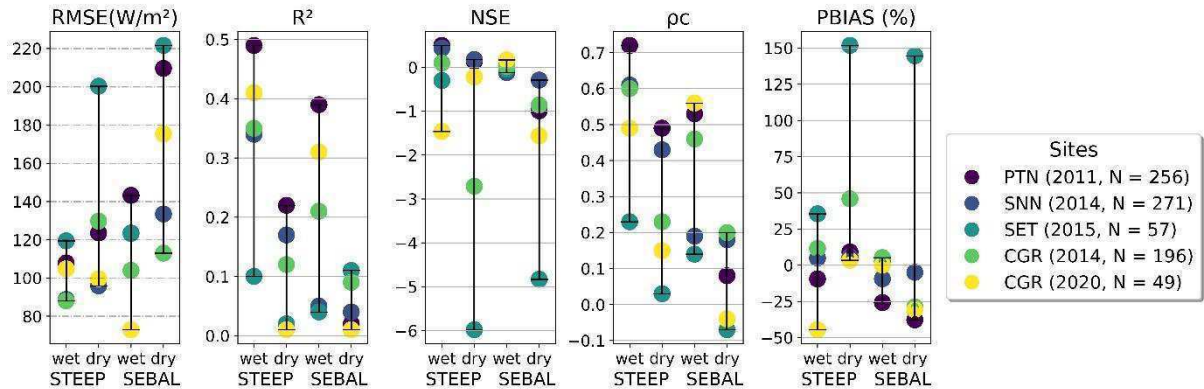 RMSE(W/m²)
R²
NSE
ρc
PBIAS (%)
220
200
180
160
140
120
100
80
0.5
0.4
0.3
0.2
0.1
0.0
0
−1
−2
−3
−4
−5
−6
0.7
0.6
0.5
0.4
0.3
0.2
0.1
0.0
−0.1
150
125
100
75
50
25
0
−25
−50
wet dry wet dry
STEEP SEBAL
wet dry wet dry
STEEP SEBAL
wet dry wet dry
STEEP SEBAL
wet dry wet dry
STEEP SEBAL
wet dry wet dry
STEEP SEBAL
Sites
PTN (2011, N = 256)
SNN (2014, N = 271)
SET (2015, N = 57)
CGR (2014, N = 196)
CGR (2020, N = 49)